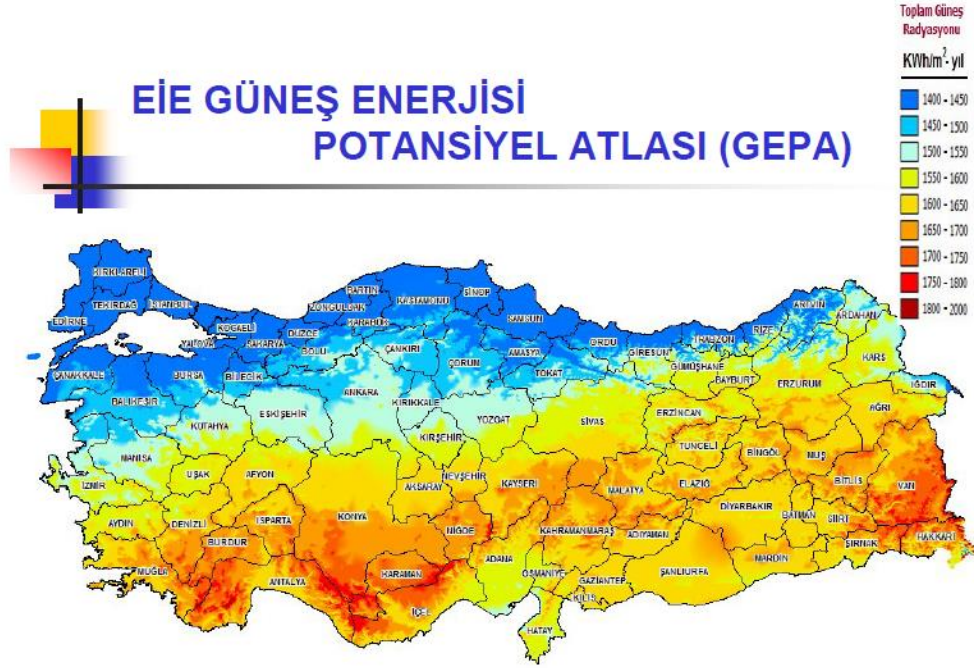 Toplam Güneş
Radyasyonu
KWh/m²- yıl
EİE GÜNEŞ ENERJİSİ
POTANSİYEL ATLASI (GEPA)
1400 - 1450
1450 - 1500
1500 - 1550
1550 - 1600
1600 - 1650
1650 - 1700
1700 - 1750
1750 - 1800
1800 - 2000
KIRKLARELİ
TEKİRDAĞ
İSTANBUL
EDİRNE
KOCAELİ
YALOVA
SAKARYA
DÜZCE
ZONGULDAK
BARTIN
KARABÜK
KASTAMONU
SİNOP
SAMSUN
ORDU
GİRESUN
TRABZON
RİZE
ARTVİN
ARDAHAN
ÇANAKKALE
BURSA
BİLECİK
BOLU
ÇANKIRI
ÇORUM
AMASYA
TOKAT
GÜMÜŞHANE
BAYBURT
ERZURUM
KARS
IĞDIR
BALIKESİR
KÜTAHYA
ESKİŞEHİR
ANKARA
KIRIKKALE
YOZGAT
SİVAS
ERZİNCAN
AĞRI
MANİSA
UŞAK
AFYON
KIRŞEHİR
NEVŞEHİR
KAYSERİ
TUNCELİ
BİNGÖL
MUŞ
İZMİR
AKSARAY
MALATYA
ELAZIĞ
BİTLİS
VAN
AYDIN
DENİZLİ
ISPARTA
KONYA
NİĞDE
KAHRAMANMARAŞ
ADIYAMAN
DİYARBAKIR
BATMAN
SİİRT
BURDUR
ŞIRNAK
HAKKARİ
MUĞLA
ANTALYA
KARAMAN
ADANA
OSMANİYE
GAZİANTEP
ŞANLIURFA
MARDİN
İÇEL
KİLİS
HATAY